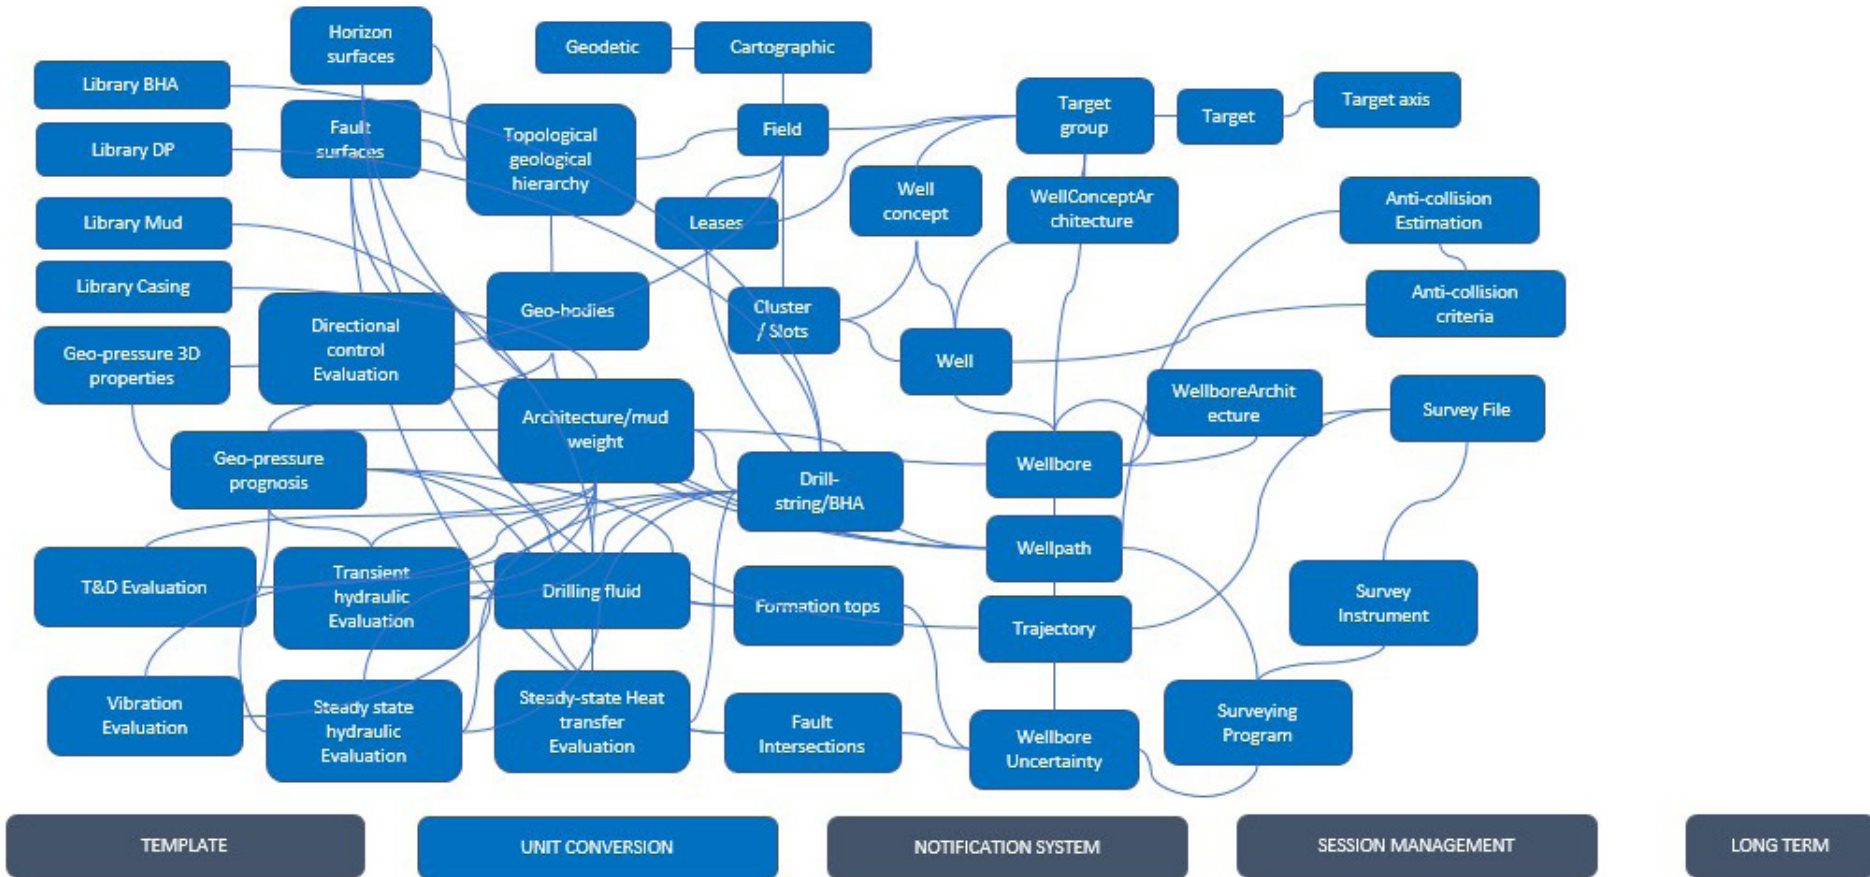 Horizon
surfaces
Geodetic
Cartographic
Library BHA
Target
group
Target
Target axis
Fault
surfaces
Topological
geological
hierarchy
Field
Library DP
Well
concept
WellConceptAr
chitecture
Anti-collision
Estimation
Library Mud
Leases
Library Casing
Geo-bodies
Cluster
/ Slots
Anti-collision
criteria
Directional
control
Evaluation
Geo-pressure 3D
properties
Well
Architecture/mud
weight
WellboreArchit
ecture
Survey File
Geo-pressure
prognosis
Drill-
string/BHA
Wellbore
Wellpath
T&D Evaluation
Transient
hydraulic
Evaluation
Drilling fluid
Formation tops
Trajectory
Survey
Instrument
Vibration
Evaluation
Steady state
hydraulic
Evaluation
Steady-state Heat
transfer
Evaluation
Fault
Intersections
Wellbore
Uncertainty
Surveying
Program
TEMPLATE
UNIT CONVERSION
NOTIFICATION SYSTEM
SESSION MANAGEMENT
LONG TERM